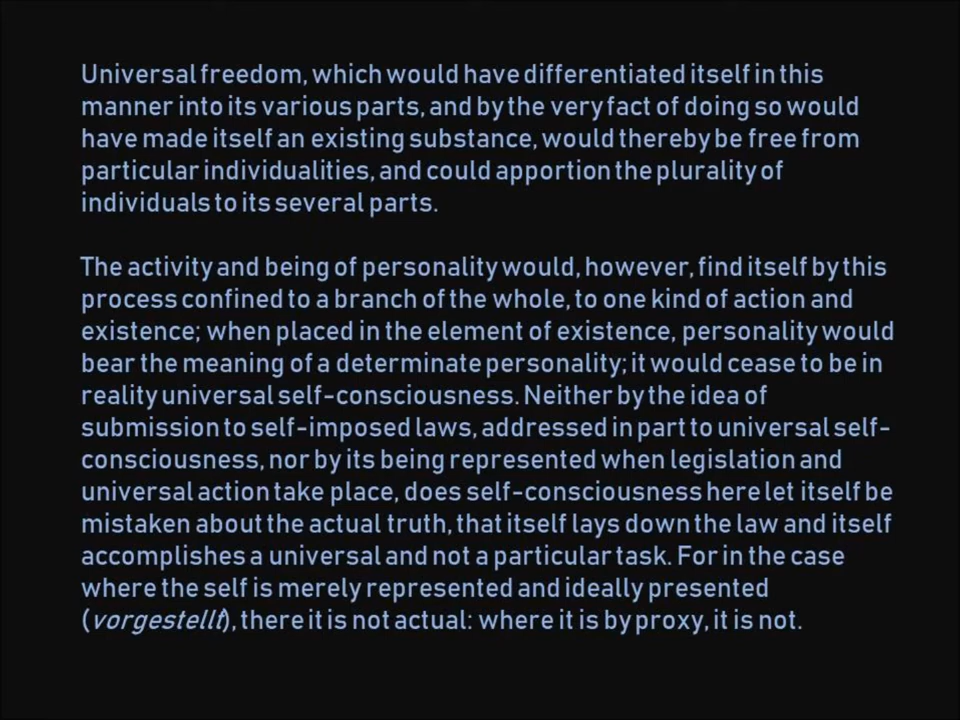 Universal freedom, which would have differentiated itself in this
manner into its various parts, and by the very fact of doing so would
have made itself an existing substance, would thereby be free from
particular individualities, and could apportion the plurality of
individuals to its several parts.
The activity and being of personality would, however, find itself by this
process confined to a branch of the whole, to one kind of action and
existence; when placed in the element of existence, personality would
bear the meaning of a determinate personality; it would cease to be in
reality universal self-consciousness. Neither by the idea of
submission to self-imposed laws, addressed in part to universal self-
consciousness, nor by its being represented when legislation and
universal action take place, does self-consciousness here let itself be
mistaken about the actual truth, that itself lays down the law and itself
accomplishes a universal and not a particular task. For in the case
where the self is merely represented and ideally presented
(vorgestellt), there it is not actual: where it is by proxy, it is not.